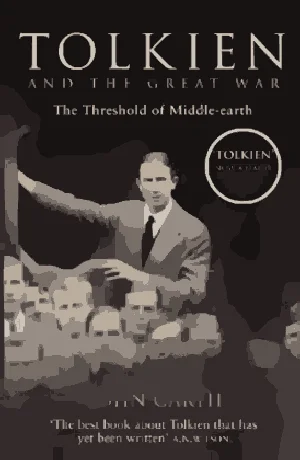 TOLKIEN
AND THE GREAT WAR
The Threshold of Middle-earth
TOLKIEN
'The best book about Tolkien that has
yet been written' A.N.WILSON